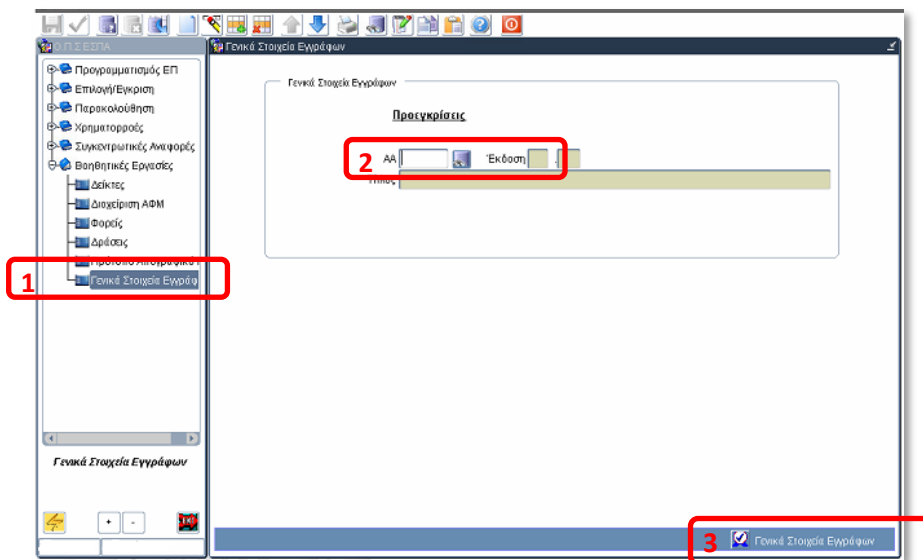 Ο.Π.Σ ΕΣΠΑ
Γενικά Στοιχεία Εγγράφων
Προγραμματισμός ΕΠ
Επιλογή/Έγκριση
Παρακολούθηση
Χρηματορροές
Συγκεντρωτικές Αναφορές
Βοηθητικές Εργασίες
Δείκτες
Διαχείριση ΑΦΜ
Φορείς
Δράσεις
1
Γενικά Στοιχεία Εγγράφ
Γενικά Στοιχεία Εγγράφων
Προεγκρίσεις
2 ΑΑ Έκδοση .
Τίτλος
Γενικά Στοιχεία Εγγράφων
+ -
3 Γενικά Στοιχεία Εγγράφων